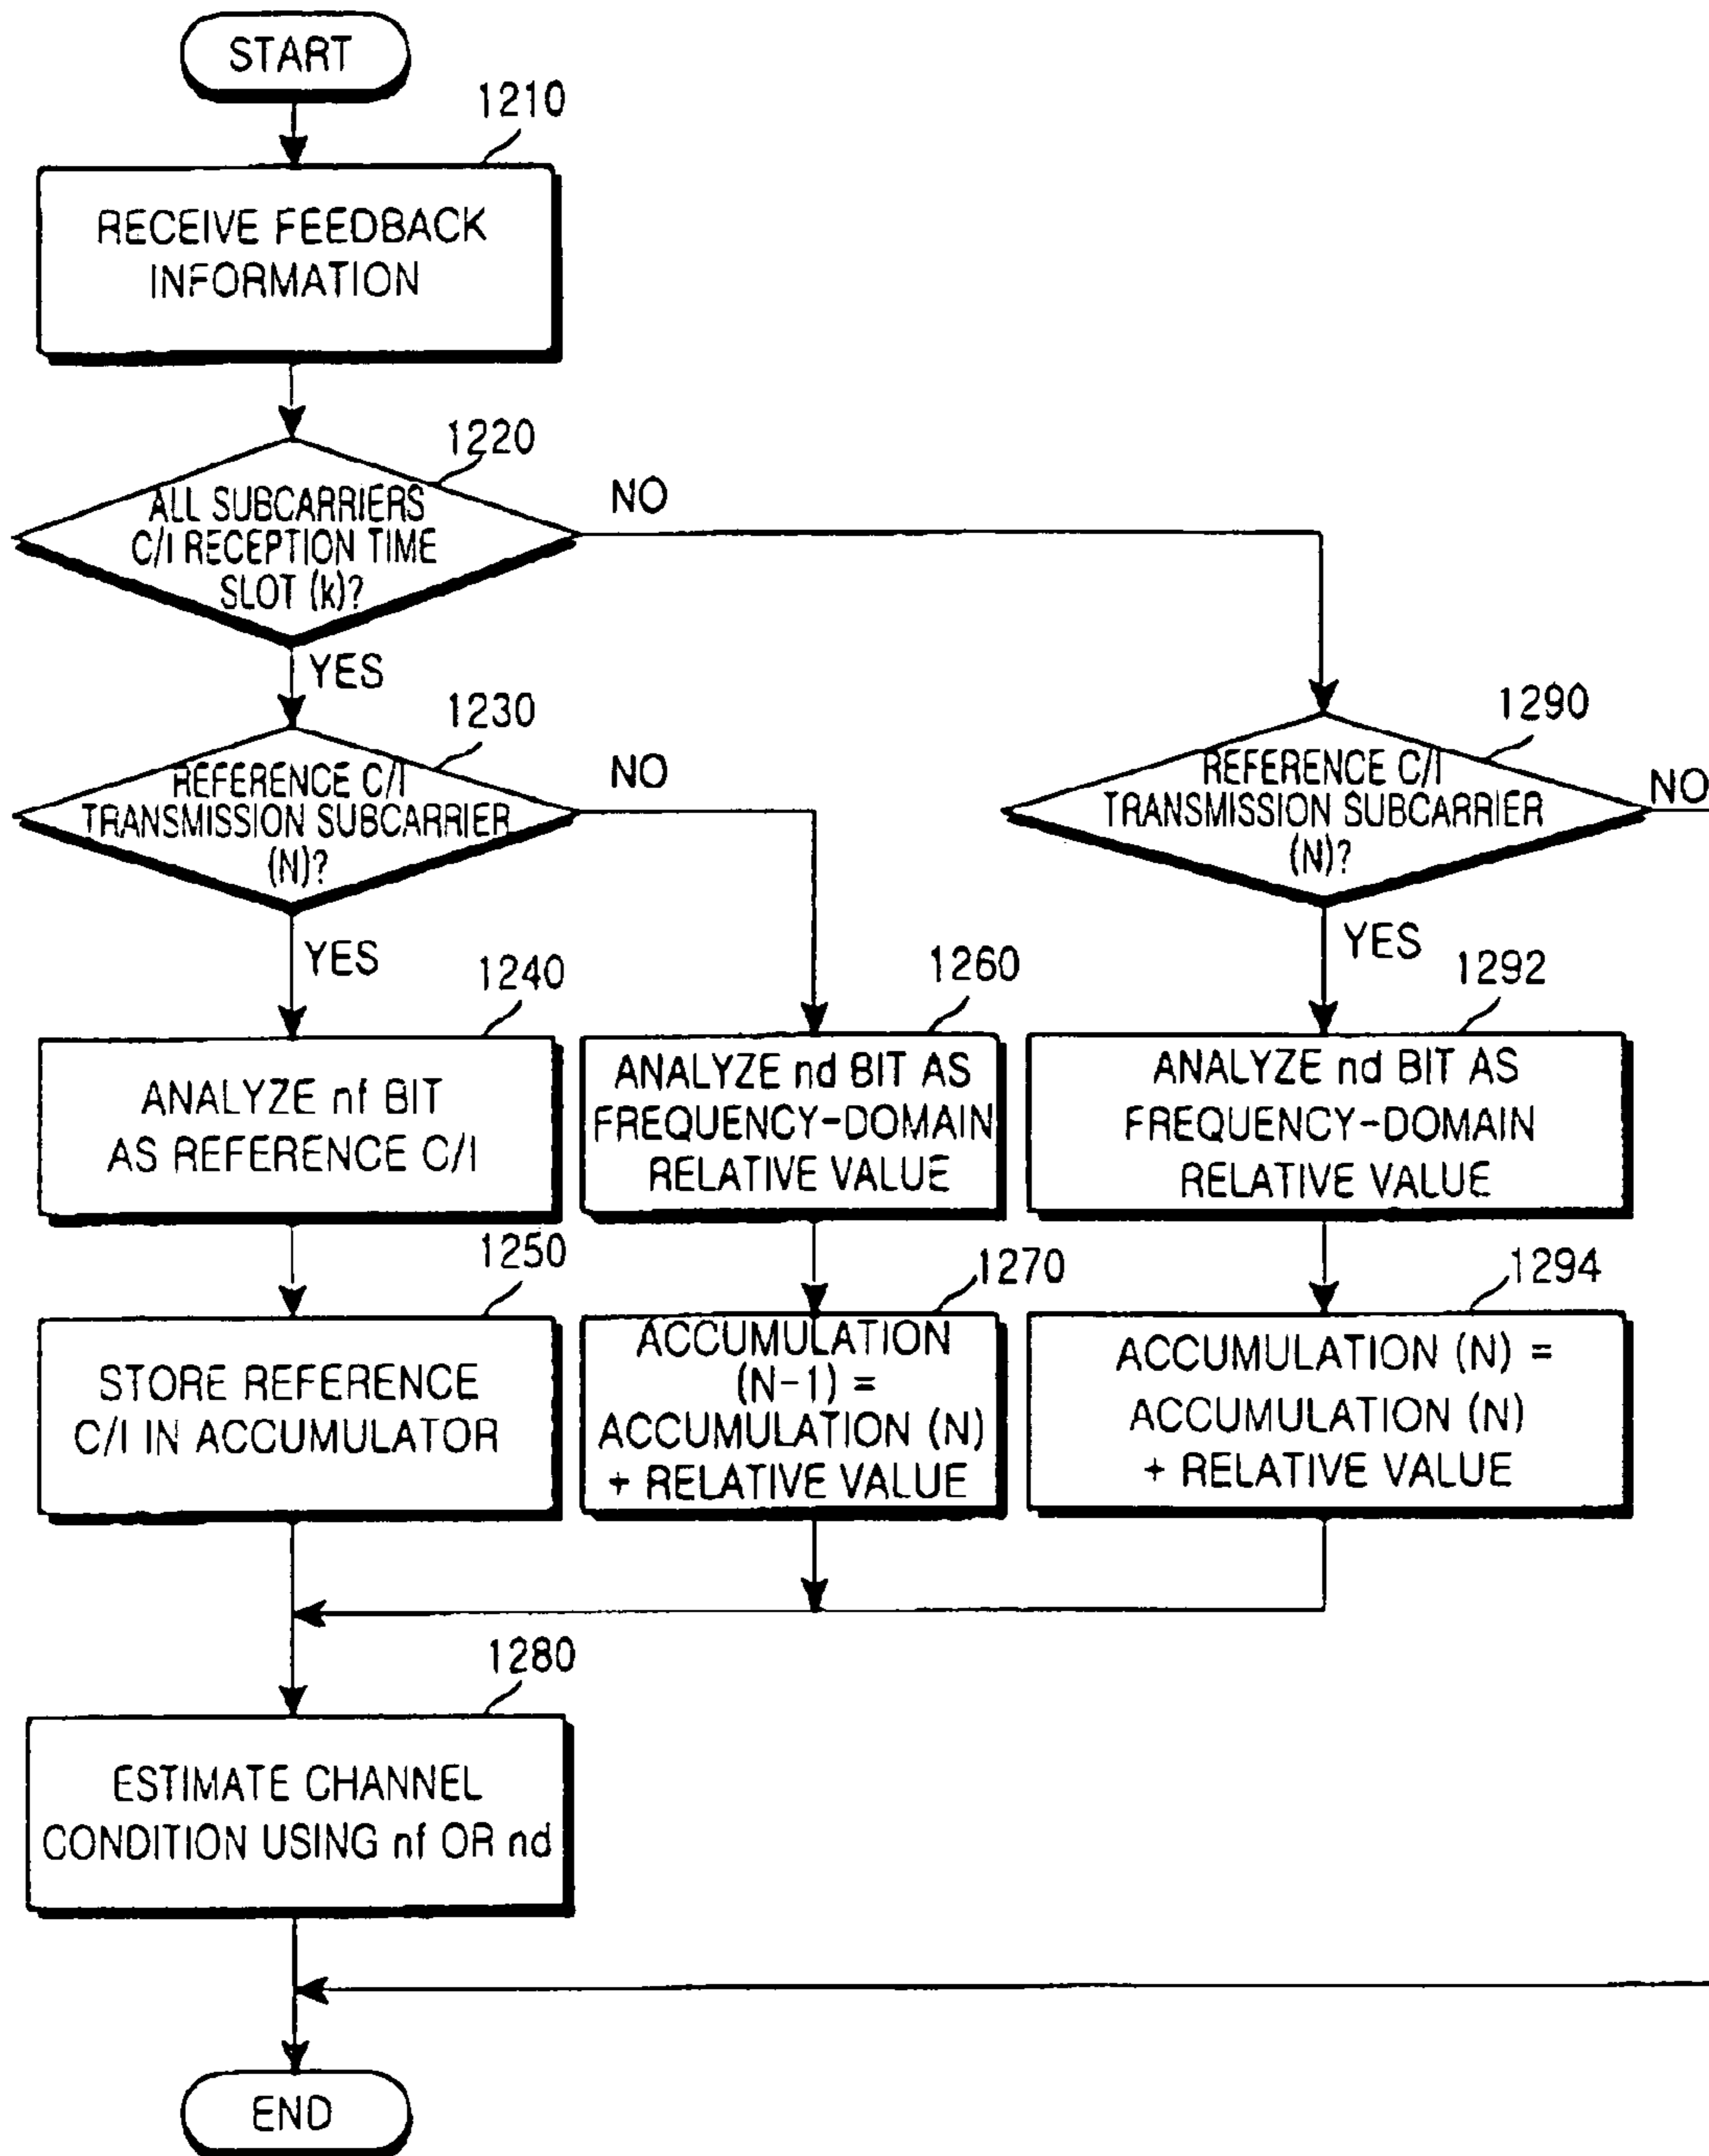 START
1210
RECEIVE FEEDBACK
INFORMATION
1220
ALL SUBCARRIERS
C/I RECEPTION TIME
SLOT (k)?
NO
YES
1230
REFERENCE C/I
TRANSMISSION SUBCARRIER
(N)?
NO
1290
REFERENCE C/I
TRANSMISSION SUBCARRIER
(N)?
NO
YES
YES
1240
ANALYZE nf BIT
AS REFERENCE C/I
1260
ANALYZE nd BIT AS
FREQUENCY-DOMAIN
RELATIVE VALUE
1292
ANALYZE nd BIT AS
FREQUENCY-DOMAIN
RELATIVE VALUE
1250
STORE REFERENCE
C/I IN ACCUMULATOR
1270
ACCUMULATION
(N-1) =
ACCUMULATION (N)
+ RELATIVE VALUE
1294
ACCUMULATION (N) =
ACCUMULATION (N)
+ RELATIVE VALUE
1280
ESTIMATE CHANNEL
CONDITION USING nf OR nd
END